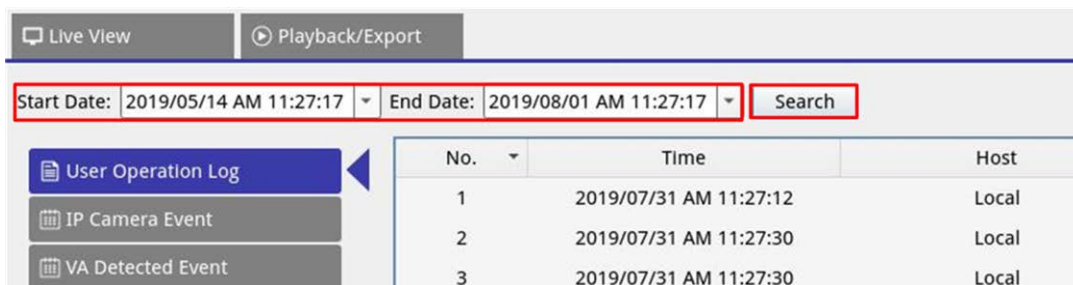 Live View Playback/Export
Start Date: 2019/05/14 AM 11:27:17 End Date: 2019/08/01 AM 11:27:17 Search
User Operation Log
IP Camera Event
VA Detected Event
No. Time Host
1 2019/07/31 AM 11:27:12 Local
2 2019/07/31 AM 11:27:30 Local
3 2019/07/31 AM 11:27:30 Local